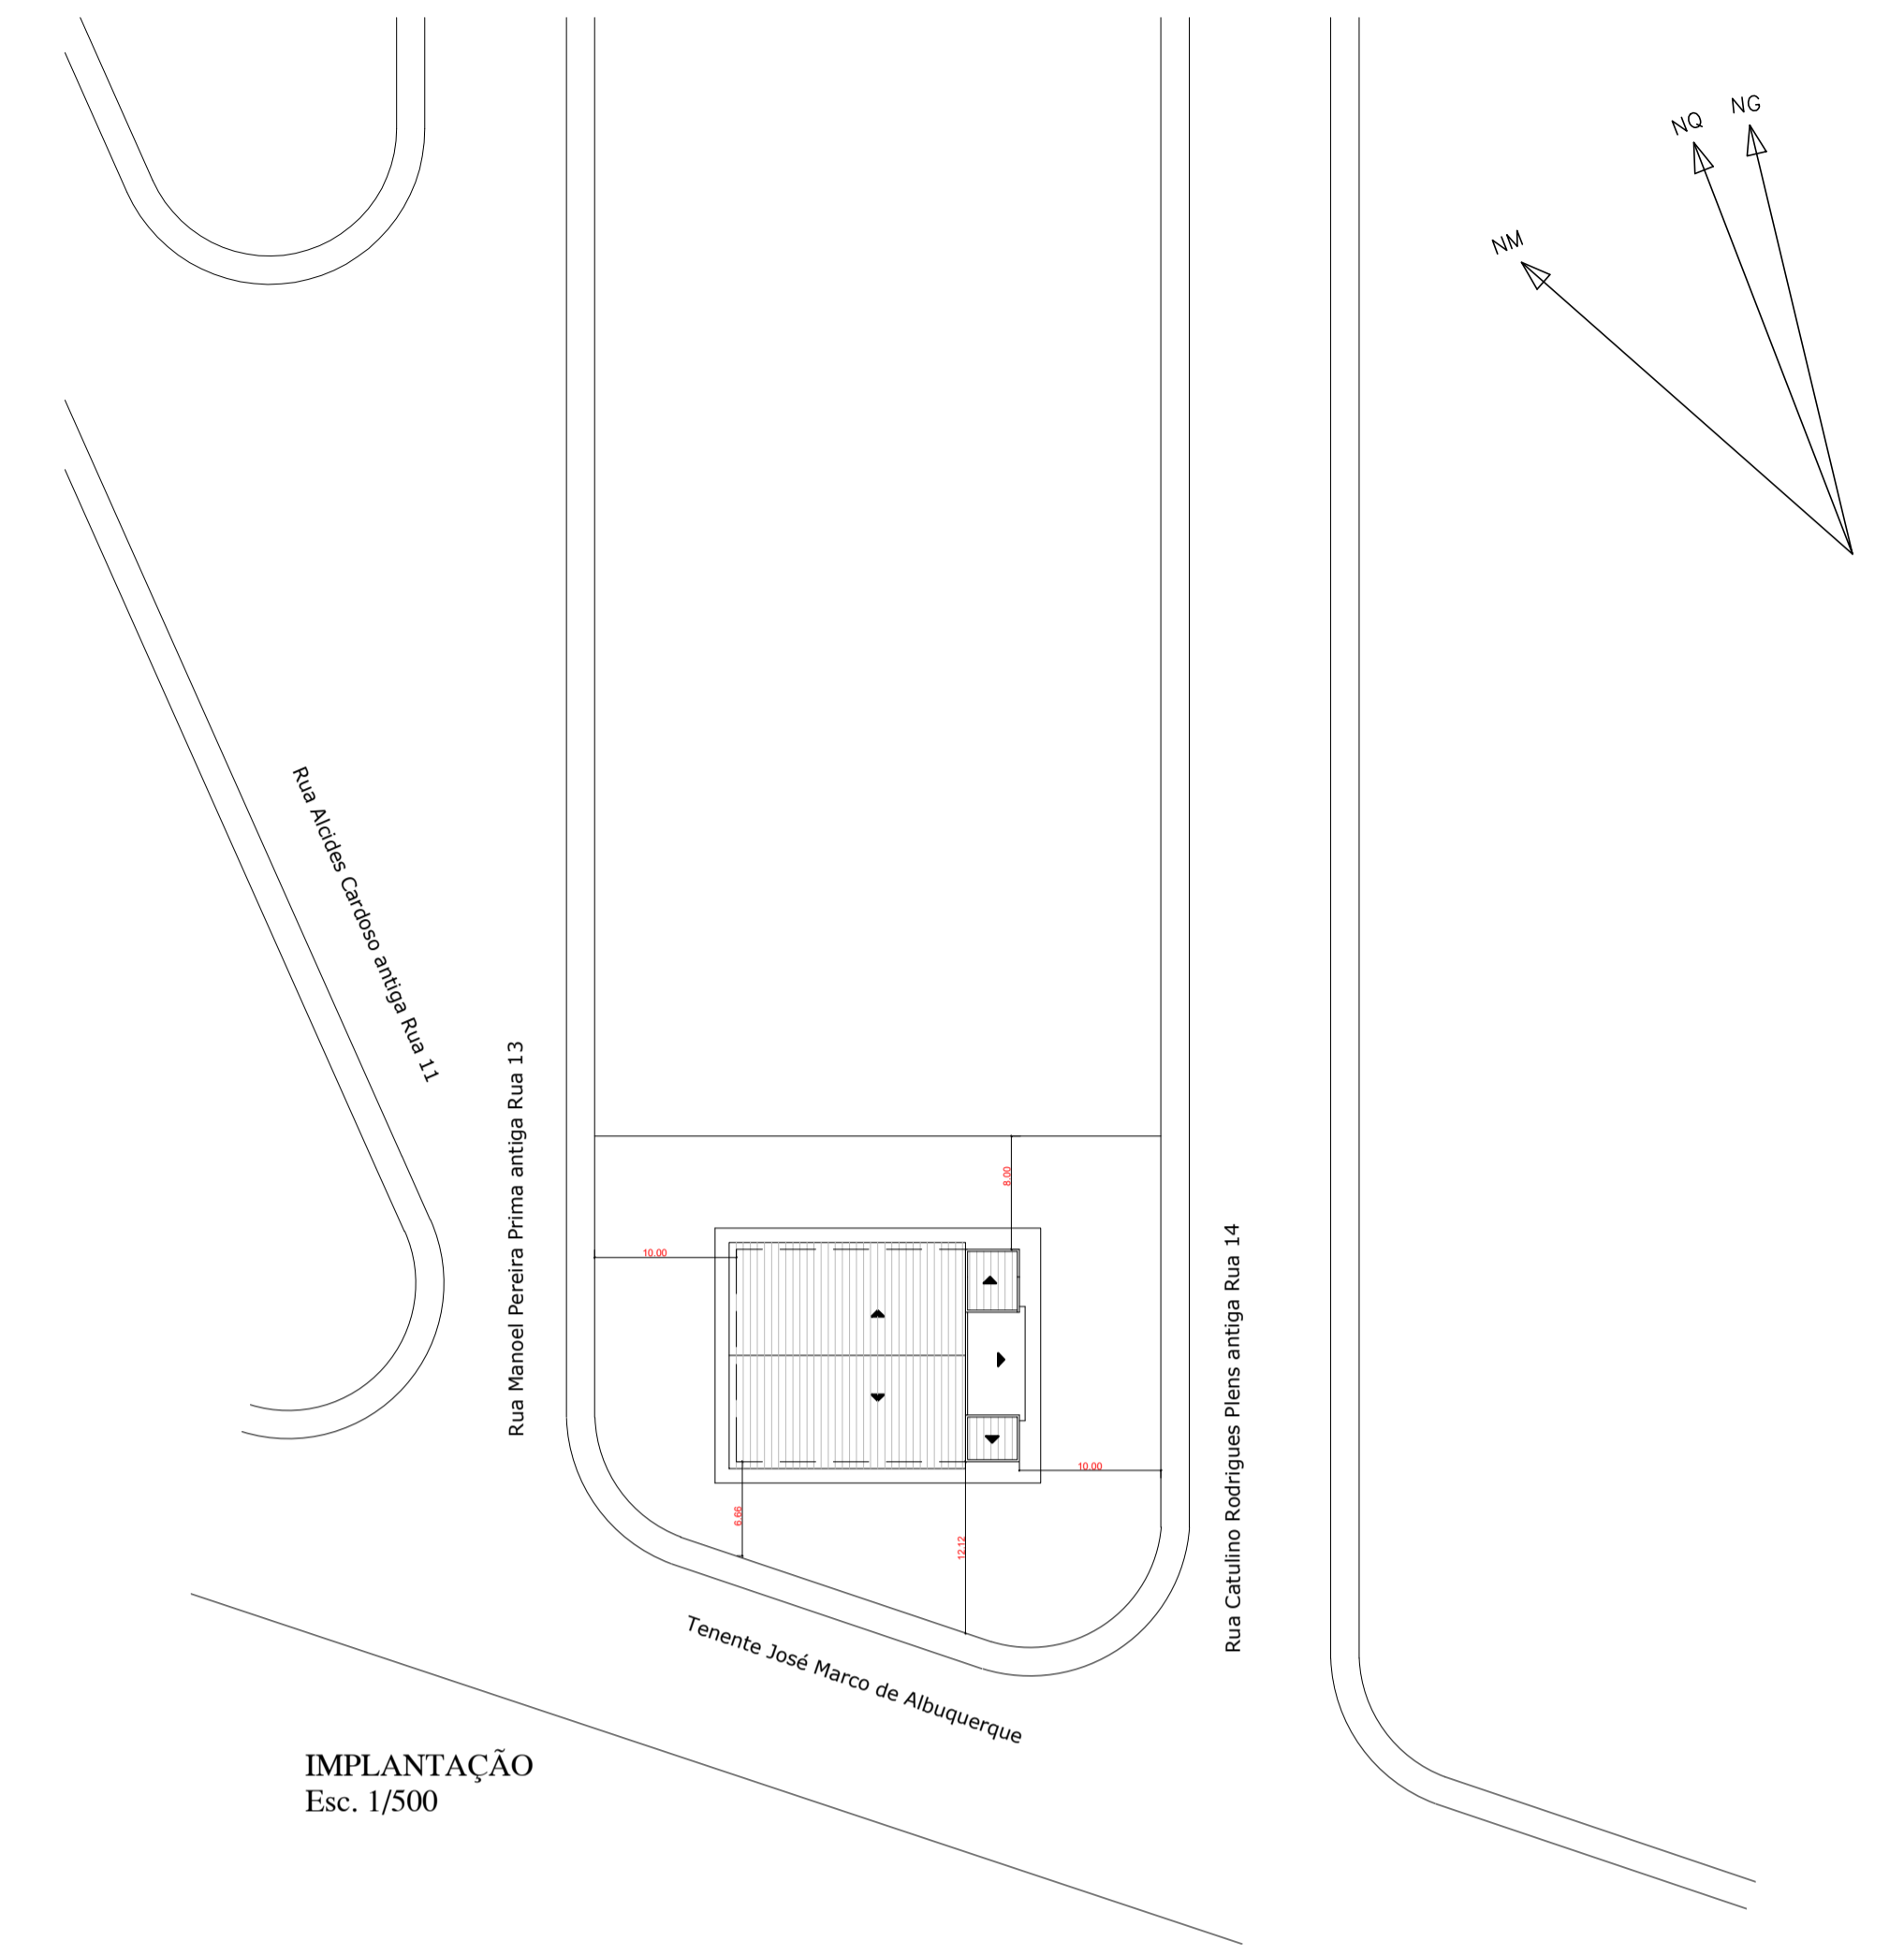 NG
NQ
NM
Rua Alcides Cardoso antiga Rua 11
Rua Manoel Pereira Prima antiga Rua 13
8.00
10.00
Rua Catulino Rodrigues Plens antiga Rua 14
10.00
6.66
12.12
Tenente José Marco de Albuquerque
IMPLANTAÇÃO
Esc. 1/500